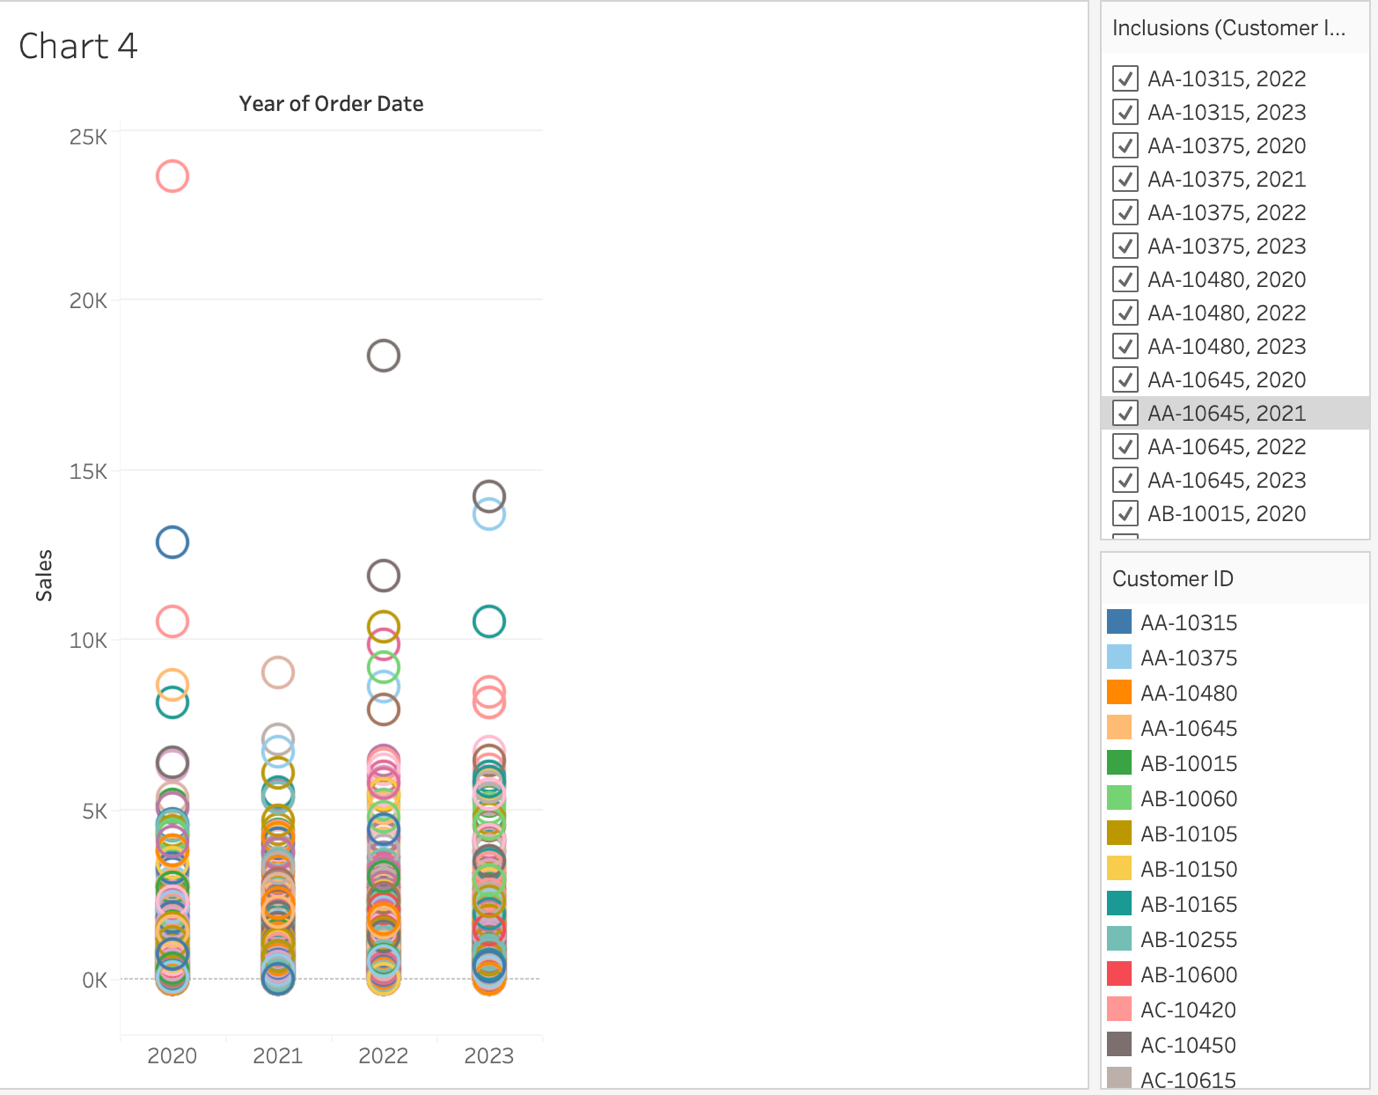 Chart 4
Year of Order Date
25K
20K
15K
10K
5K
0K
Sales
2020 2021 2022 2023
Inclusions (Customer I...
AA-10315, 2022
AA-10315, 2023
AA-10375, 2020
AA-10375, 2021
AA-10375, 2022
AA-10375, 2023
AA-10480, 2020
AA-10480, 2022
AA-10480, 2023
AA-10645, 2020
AA-10645, 2021
AA-10645, 2022
AA-10645, 2023
AB-10015, 2020
Customer ID
AA-10315
AA-10375
AA-10480
AA-10645
AB-10015
AB-10060
AB-10105
AB-10150
AB-10165
AB-10255
AB-10600
AC-10420
AC-10450
AC-10615